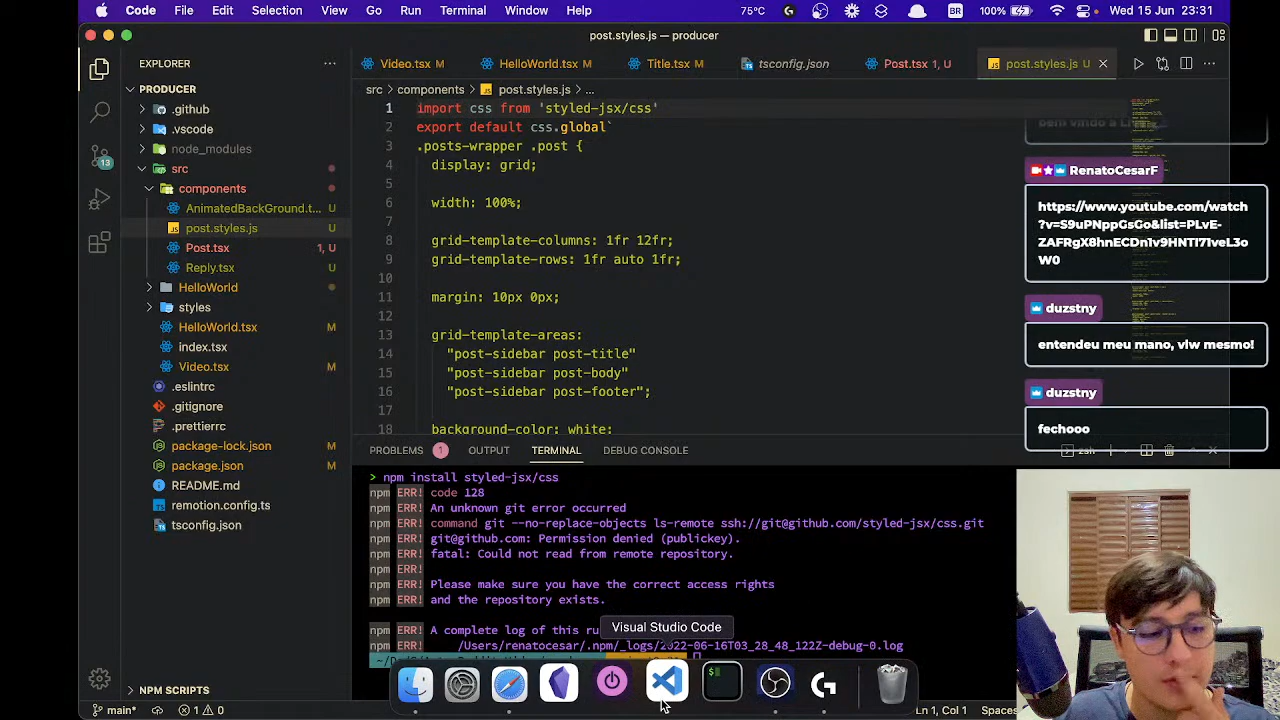 Code File Edit Selection View Go Run Terminal Window Help
75°C BR 100% Wed 15 Jun 23:31
post.styles.js — producer
EXPLORER
PRODUCER
.github
.vscode
node_modules
src
components
AnimatedBackGround.t... U
post.styles.js U
Post.tsx 1, U
Reply.tsx U
HelloWorld
styles
HelloWorld.tsx M
index.tsx
Video.tsx M
.eslintrc
.gitignore
.prettierrc
package-lock.json M
package.json M
README.md
remotion.config.ts
tsconfig.json
NPM SCRIPTS
13
Video.tsx M HelloWorld.tsx M Title.tsx M tsconfig.json Post.tsx 1, U post.styles.js U
src components post.styles.js ...
1 import css from 'styled-jsx/css'
2 export default css.global`
3 .posts-wrapper .post {
4 display: grid;
5
6 width: 100%;
7
8 grid-template-columns: 1fr 12fr;
9 grid-template-rows: 1fr auto 1fr;
10
11 margin: 10px 0px;
12
13 grid-template-areas:
14 "post-sidebar post-title"
15 "post-sidebar post-body"
16 "post-sidebar post-footer";
17
18 background-color: white;
RenatoCesarF
https://www.youtube.com/watch
?v=S9uPNppGsGo&list=PLvE-
ZAFRgX8hnECDn1v9HNTl71veL3o
W0
duzstny
entendeu meu mano, vlw mesmo!
duzstny
fechooo
PROBLEMS 1 OUTPUT TERMINAL DEBUG CONSOLE
zsh
> npm install styled-jsx/css
npm ERR! code 128
npm ERR! An unknown git error occurred
npm ERR! command git --no-replace-objects ls-remote ssh://git@github.com/styled-jsx/css.git
npm ERR! git@github.com: Permission denied (publickey).
npm ERR! fatal: Could not read from remote repository.
npm ERR!
npm ERR! Please make sure you have the correct access rights
npm ERR! and the repository exists.
npm ERR! A complete log of this ru
npm ERR! /Users/renatocesar/.npm/_logs/2022-06-16T03_28_48_122Z-debug-0.log
Visual Studio Code
main* 1 0
Ln 1, Col 1 Spaces